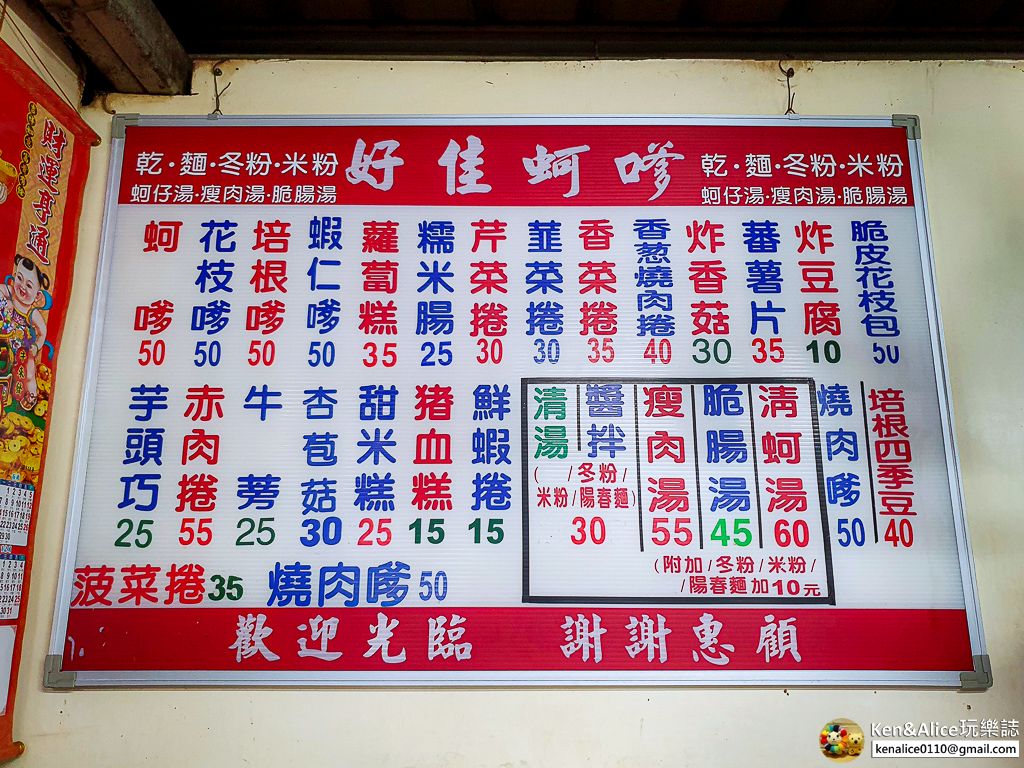 財運亨通
乾·麵·冬粉·米粉
蚵仔湯·瘦肉湯·脆腸湯
好佳蚵嗲
乾·麵·冬粉·米粉
蚵仔湯·瘦肉湯·脆腸湯
蚵嗲 50
花枝嗲 50
培根嗲 50
蝦仁嗲 50
蘿蔔糕 35
糯米腸 25
芹菜捲 30
韮菜捲 30
香菜捲 35
香蔥燒肉捲 40
炸香菇 30
蕃薯片 35
炸豆腐 10
脆皮花枝包 50
芋頭巧 25
赤肉捲 55
牛蒡 25
杏苞菇 30
甜米糕 25
猪血糕 15
鮮蝦捲 15
清湯
醬拌
( /冬粉/
米粉/陽春麵)
30
瘦肉湯 55
脆腸湯 45
清蚵湯 60
(附加/冬粉/米粉/
/陽春麵加10元
燒肉嗲 50
培根四季豆 40
菠菜捲35
燒肉嗲 50
歡迎光臨 謝謝惠顧
Ken&Alice玩樂誌
kenalice0110@gmail.com